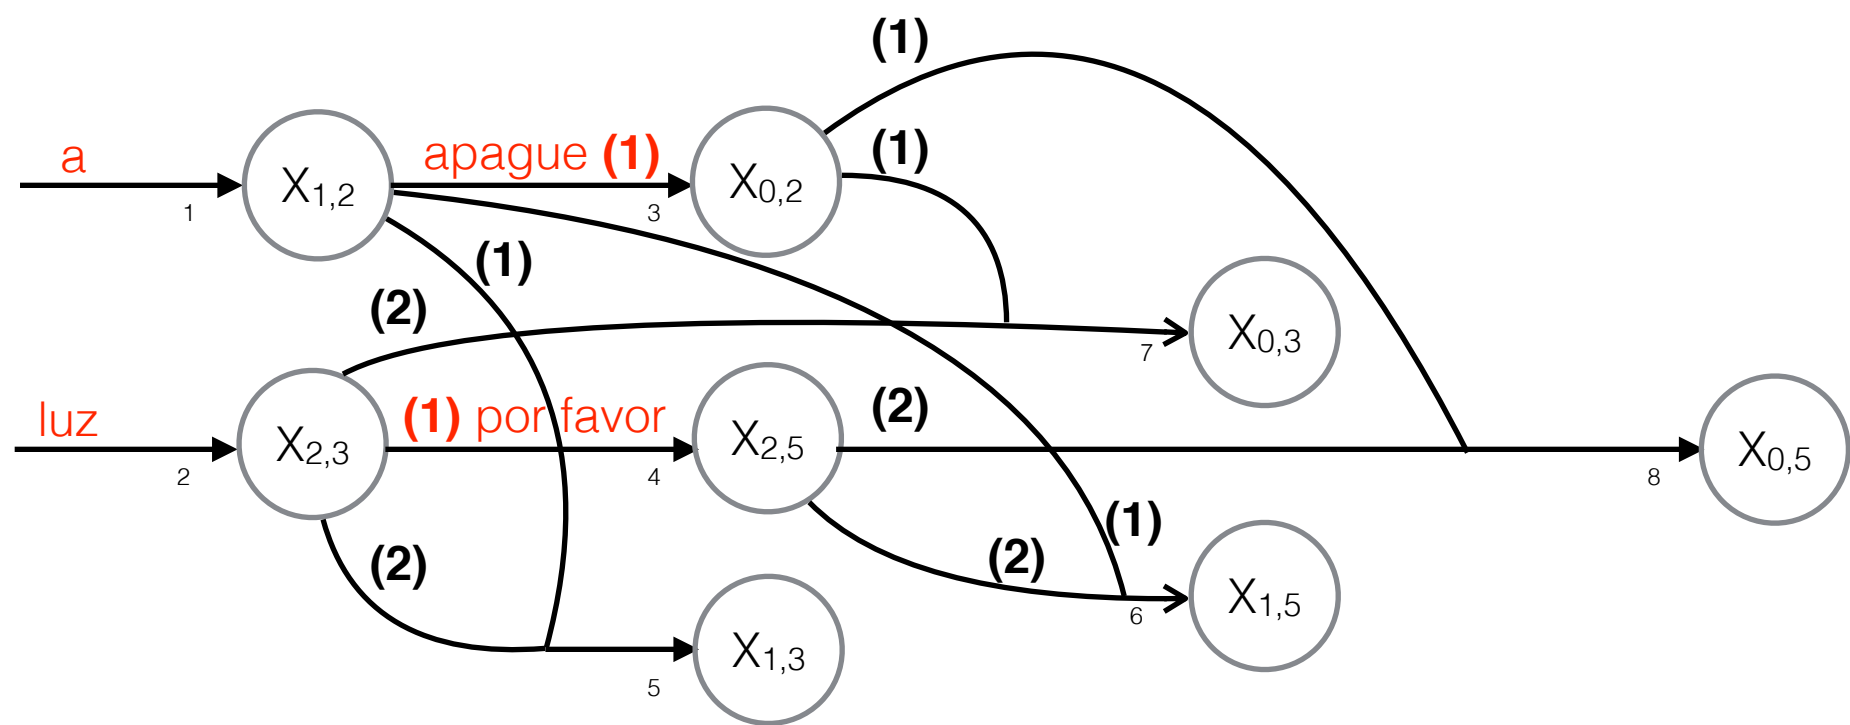 (1)
a
X1,2
apague (1)
X0,2
(1)
1
3
(1)
(2)
X0,3
7
luz
X2,3
(1) por favor
X2,5
(2)
X0,5
2
4
8
(2)
(2)
(1)
X1,5
6
X1,3
5